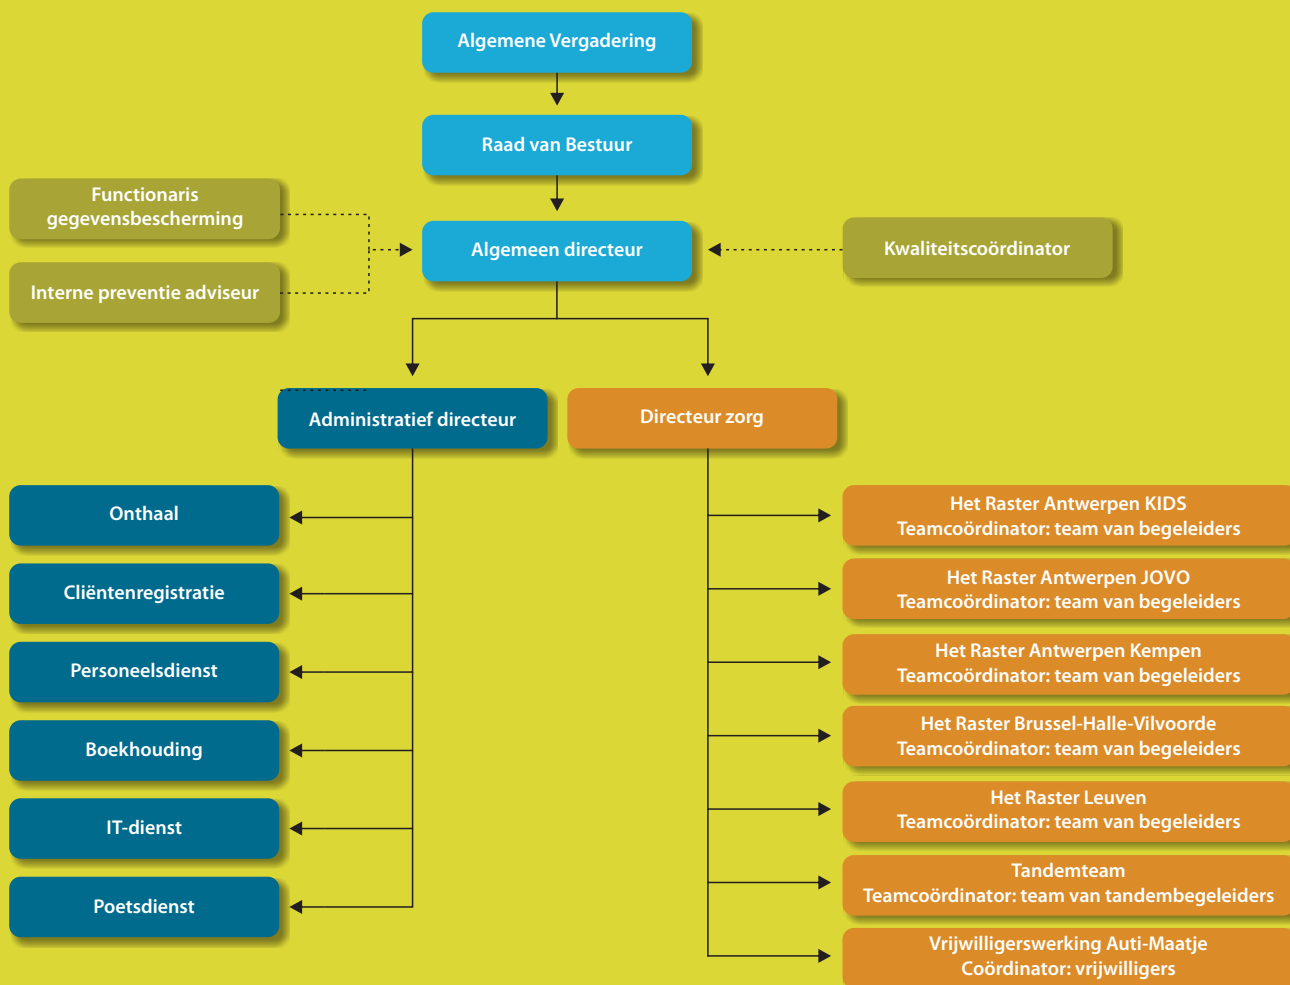 Algemene Vergadering
Raad van Bestuur
Functionaris
gegevensbescherming
Interne preventie adviseur
Algemeen directeur
Kwaliteitscoördinator
Administratief directeur
Directeur zorg
Onthaal
Cliëntenregistratie
Personeelsdienst
Boekhouding
IT-dienst
Poetsdienst
Het Raster Antwerpen KIDS
Teamcoördinator: team van begeleiders
Het Raster Antwerpen JOVO
Teamcoördinator: team van begeleiders
Het Raster Antwerpen Kempen
Teamcoördinator: team van begeleiders
Het Raster Brussel-Halle-Vilvoorde
Teamcoördinator: team van begeleiders
Het Raster Leuven
Teamcoördinator: team van begeleiders
Tandemteam
Teamcoördinator: team van tandembegeleiders
Vrijwilligerswerking Auti-Maatje
Coördinator: vrijwilligers